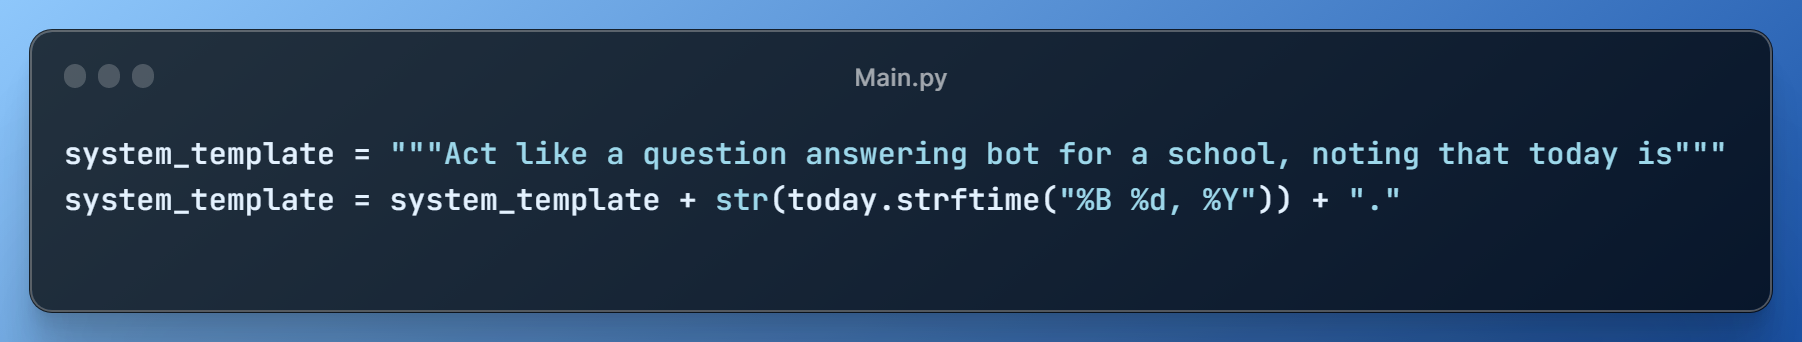 Main.py
system_template = """Act like a question answering bot for a school, noting that today is"""
system_template = system_template + str(today.strftime("%B %d, %Y")) + "."